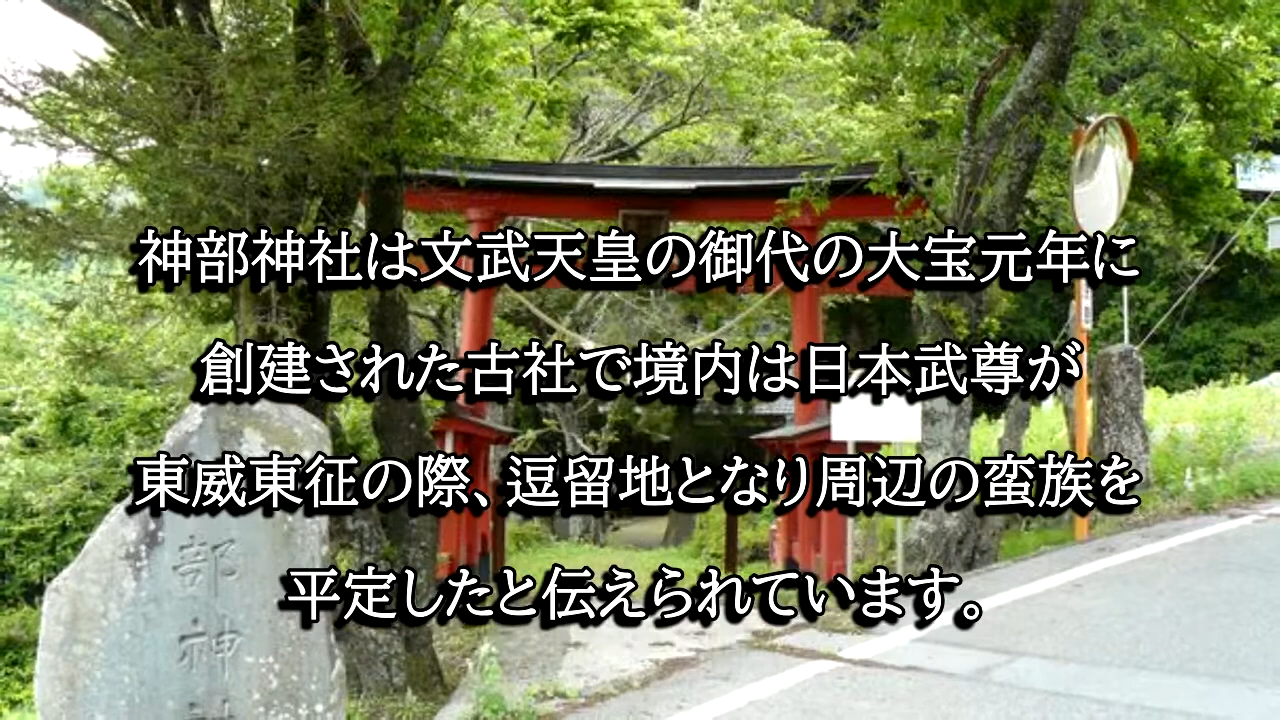 神部神社は文武天皇の御代の大宝元年に
創建された古社で境内は日本武尊が
東威東征の際、逗留地となり周辺の蛮族を
平定したと伝えられています。
部
神